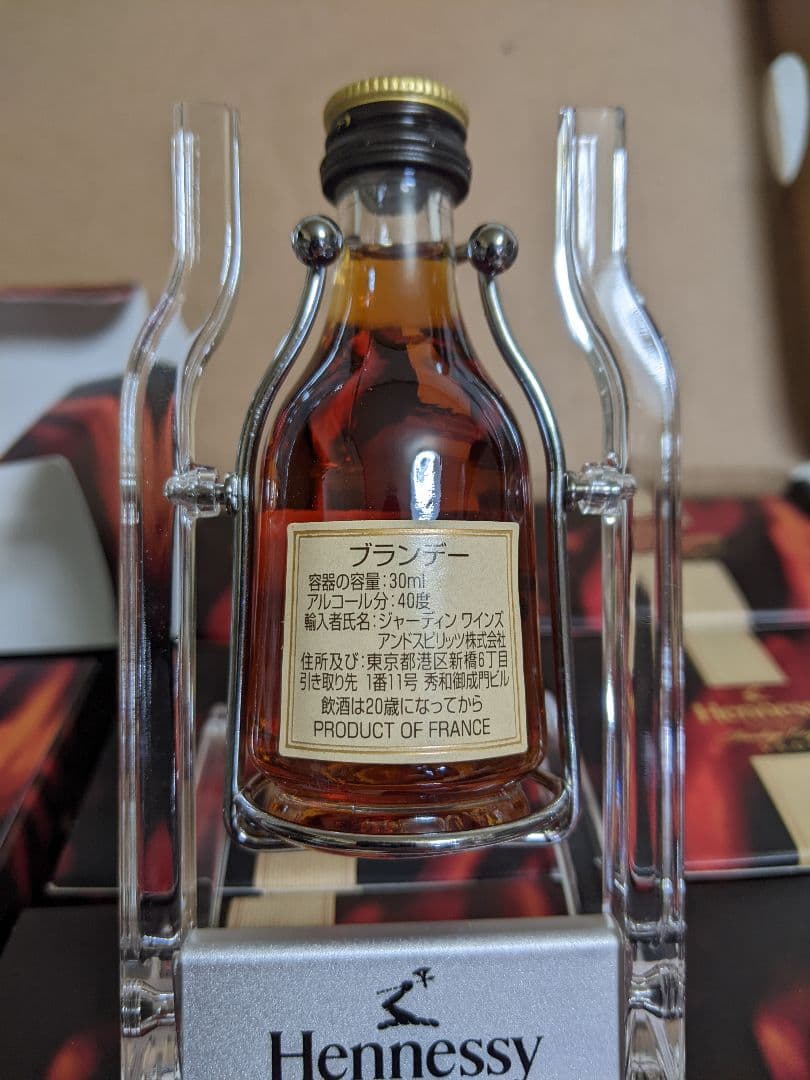 ブランデー
容器の容量:30ml
アルコール分:40度
輸入者氏名:ジャーディン ワインズ
アンドスピリッツ株式会社
住所及び:東京都港区新橋6丁目
引き取り先 1番11号 秀和御成門ビル
飲酒は20歳になってから
PRODUCT OF FRANCE
Hennessy
Hennessy